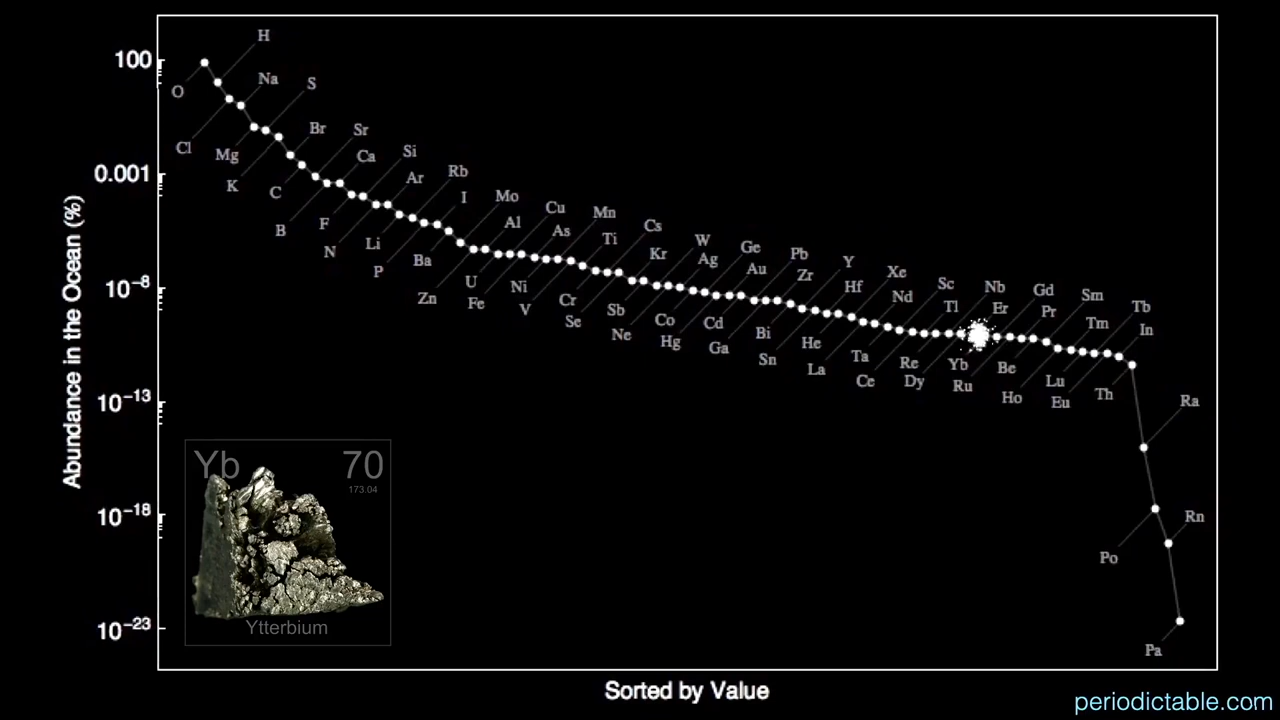 100
0.001
10−8
10−13
10−18
10−23
Abundance in the Ocean (%)
H
O
Na
S
Cl
Mg
K
Br
Sr
Ca
C
B
Si
Ar
F
N
Rb
I
Li
P
Mo
Al
Ba
Zn
Cu
As
U
Fe
Mn
Ti
Ni
V
Cs
Kr
Cr
Se
W
Ag
Sb
Ne
Ge
Au
Co
Hg
Pb
Zr
Cd
Ga
Y
Hf
Bi
Sn
Xe
Nd
He
La
Sc
Tl
Ta
Ce
Nb
Er
Re
Dy
Gd
Pr
Yb
Ru
Sm
Tm
Be
Ho
Tb
In
Lu
Eu
Th
Ra
Po
Rn
Pa
Yb 70
173.04
Ytterbium
Sorted by Value
periodictable.com